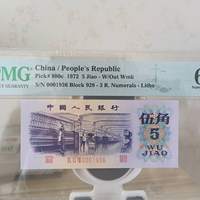 PMG
China / People's Republic
Pick# 880c 1972 5 Jiao - W/Out Wmk
S/N 0001936 Block 928 - 3 R. Numerals - Litho
中国人民银行
伍角
5
WU JIAO